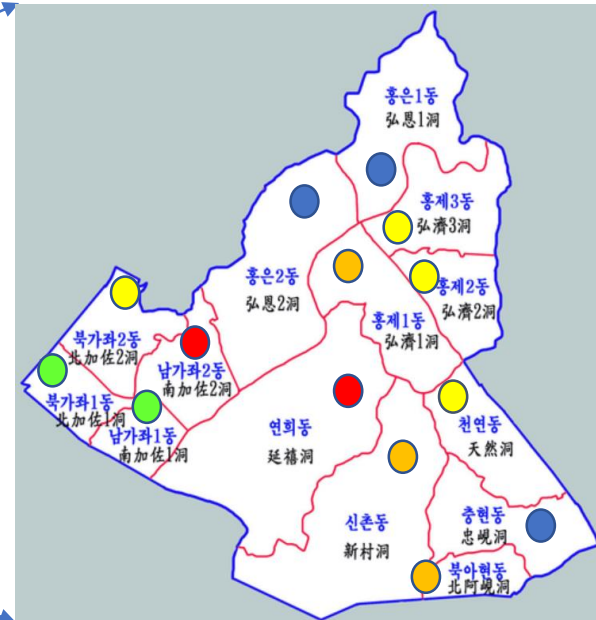 홍은1동
弘恩1洞
홍제3동
弘濟3洞
홍은2동
弘恩2洞
홍제2동
弘濟2洞
홍제1동
弘濟1洞
북가좌2동
北加佐2洞
남가좌2동
南加佐2洞
북가좌1동
北加佐1洞
남가좌1동
南加佐1洞
연희동
延禧洞
천연동
天然洞
신촌동
新村洞
충현동
忠峴洞
북아현동
北阿峴洞